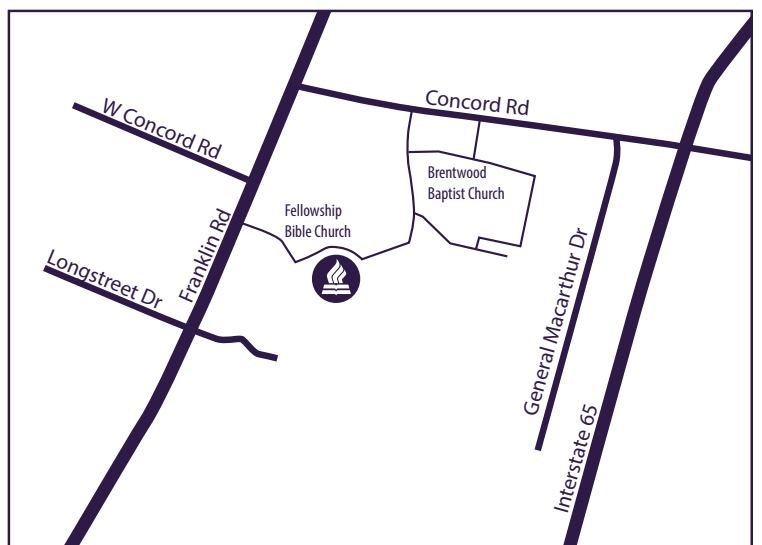 Concord Rd
W Concord Rd
Brentwood
Baptist Church
Fellowship
Bible Church
Franklin Rd
Longstreet Dr
General Macarthur Dr
Interstate 65